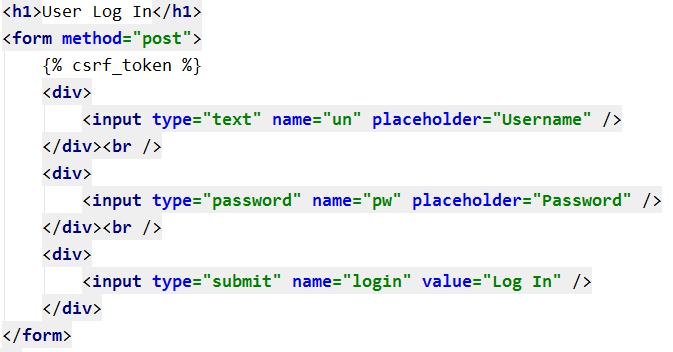 <h1>User Log In</h1>
<form method="post">
    {% csrf_token %}
    <div>
        <input type="text" name="un" placeholder="Username" />
    </div><br />
    <div>
        <input type="password" name="pw" placeholder="Password" />
    </div><br />
    <div>
        <input type="submit" name="login" value="Log In" />
    </div>
</form>